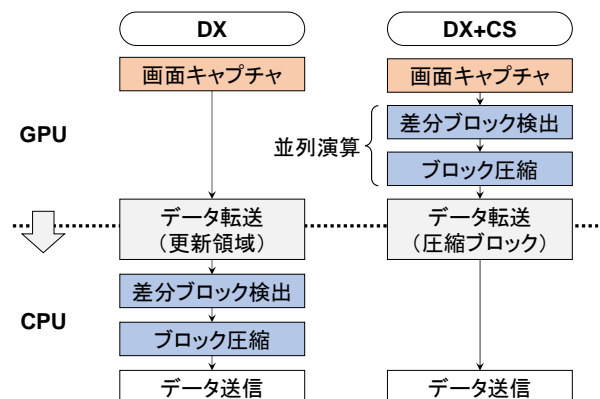 DX
DX+CS
画面キャプチャ
画面キャプチャ
GPU
並列演算
差分ブロック検出
ブロック圧縮
データ転送
（更新領域）
データ転送
（圧縮ブロック）
差分ブロック検出
CPU
ブロック圧縮
データ送信
データ送信